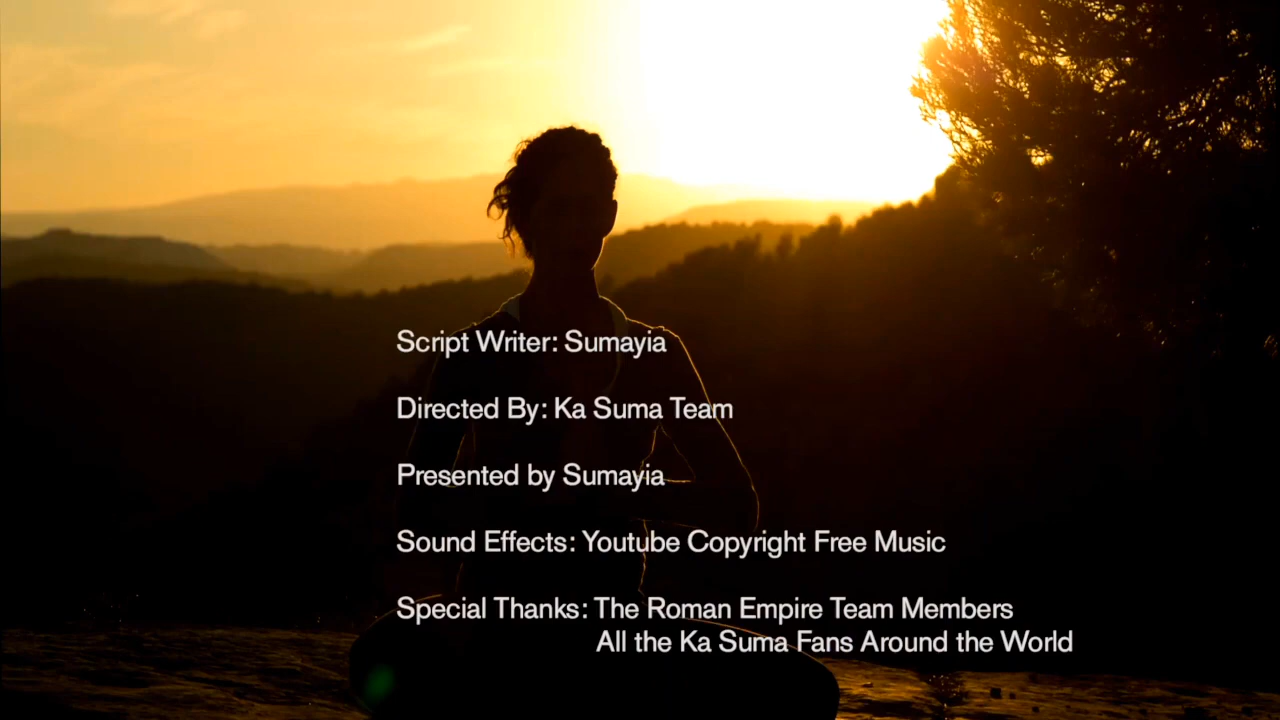 Script Writer: Sumayia
Directed By: Ka Suma Team
Presented by Sumayia
Sound Effects: Youtube Copyright Free Music
Special Thanks: The Roman Empire Team Members
All the Ka Suma Fans Around the World